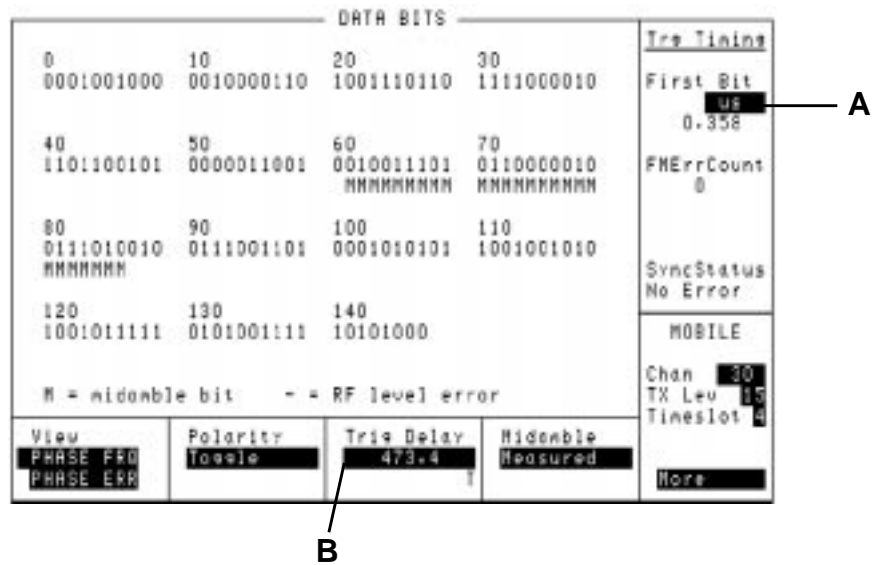 DATA BITS
0 10 20 30
0001001000 0010000110 1001110110 1111000010
40 50 60 70
1101100101 0000011001 0010011101 0110000010
MMMMMMMMM MMMMMMMMMM
80 90 100 110
0111010010 0111001101 0001010101 1001001010
MMMMMMM
120 130 140
1001011111 0101001111 10101000
M = midamble bit - = RF level error
Trg Timing
First Bit
us
0.358
FMErrCount
0
SyncStatus
No Error
MOBILE
Chan 30
TX Lev 15
Timeslot 4
More
View
PHASE FRQ
PHASE ERR
Polarity
Toggle
Trig Delay
473.4
T
Midamble
Measured
A
B